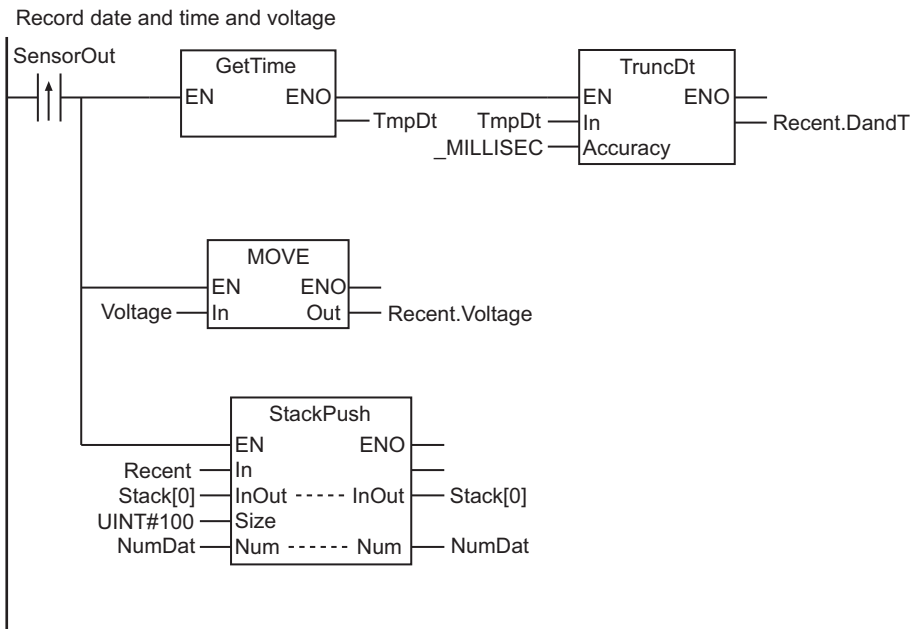 Record date and time and voltage
SensorOut
GetTime
EN ENO
TmpDt
TruncDt
EN ENO
TmpDt In Recent.DandT
_MILLISEC Accuracy
MOVE
EN ENO
Voltage In Out Recent.Voltage
StackPush
EN ENO
Recent In
Stack[0] InOut InOut Stack[0]
UINT#100 Size
NumDat Num Num NumDat